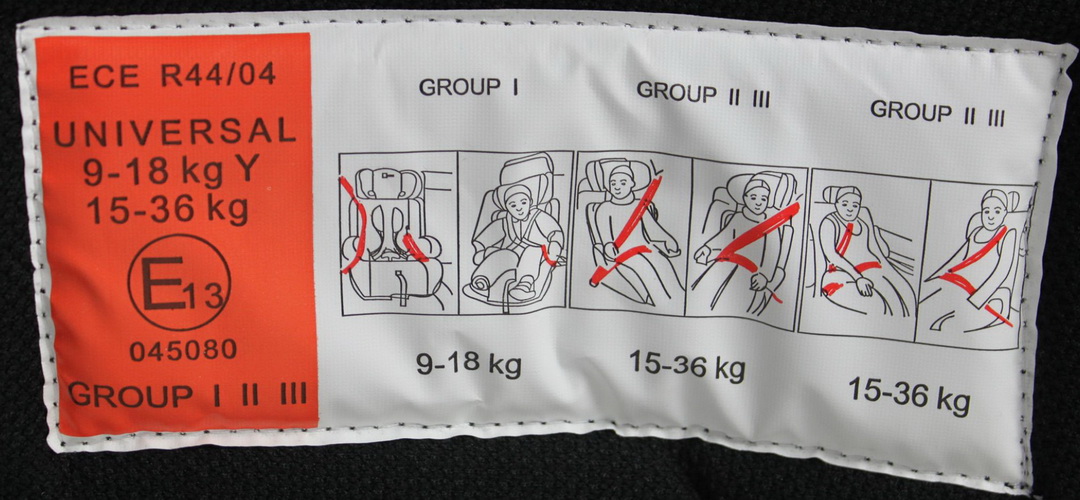 ECE R44/04
UNIVERSAL
9-18 kg Y
15-36 kg
E13
045080
GROUP I II III
GROUP I
GROUP II III
GROUP II III
9-18 kg
15-36 kg
15-36 kg